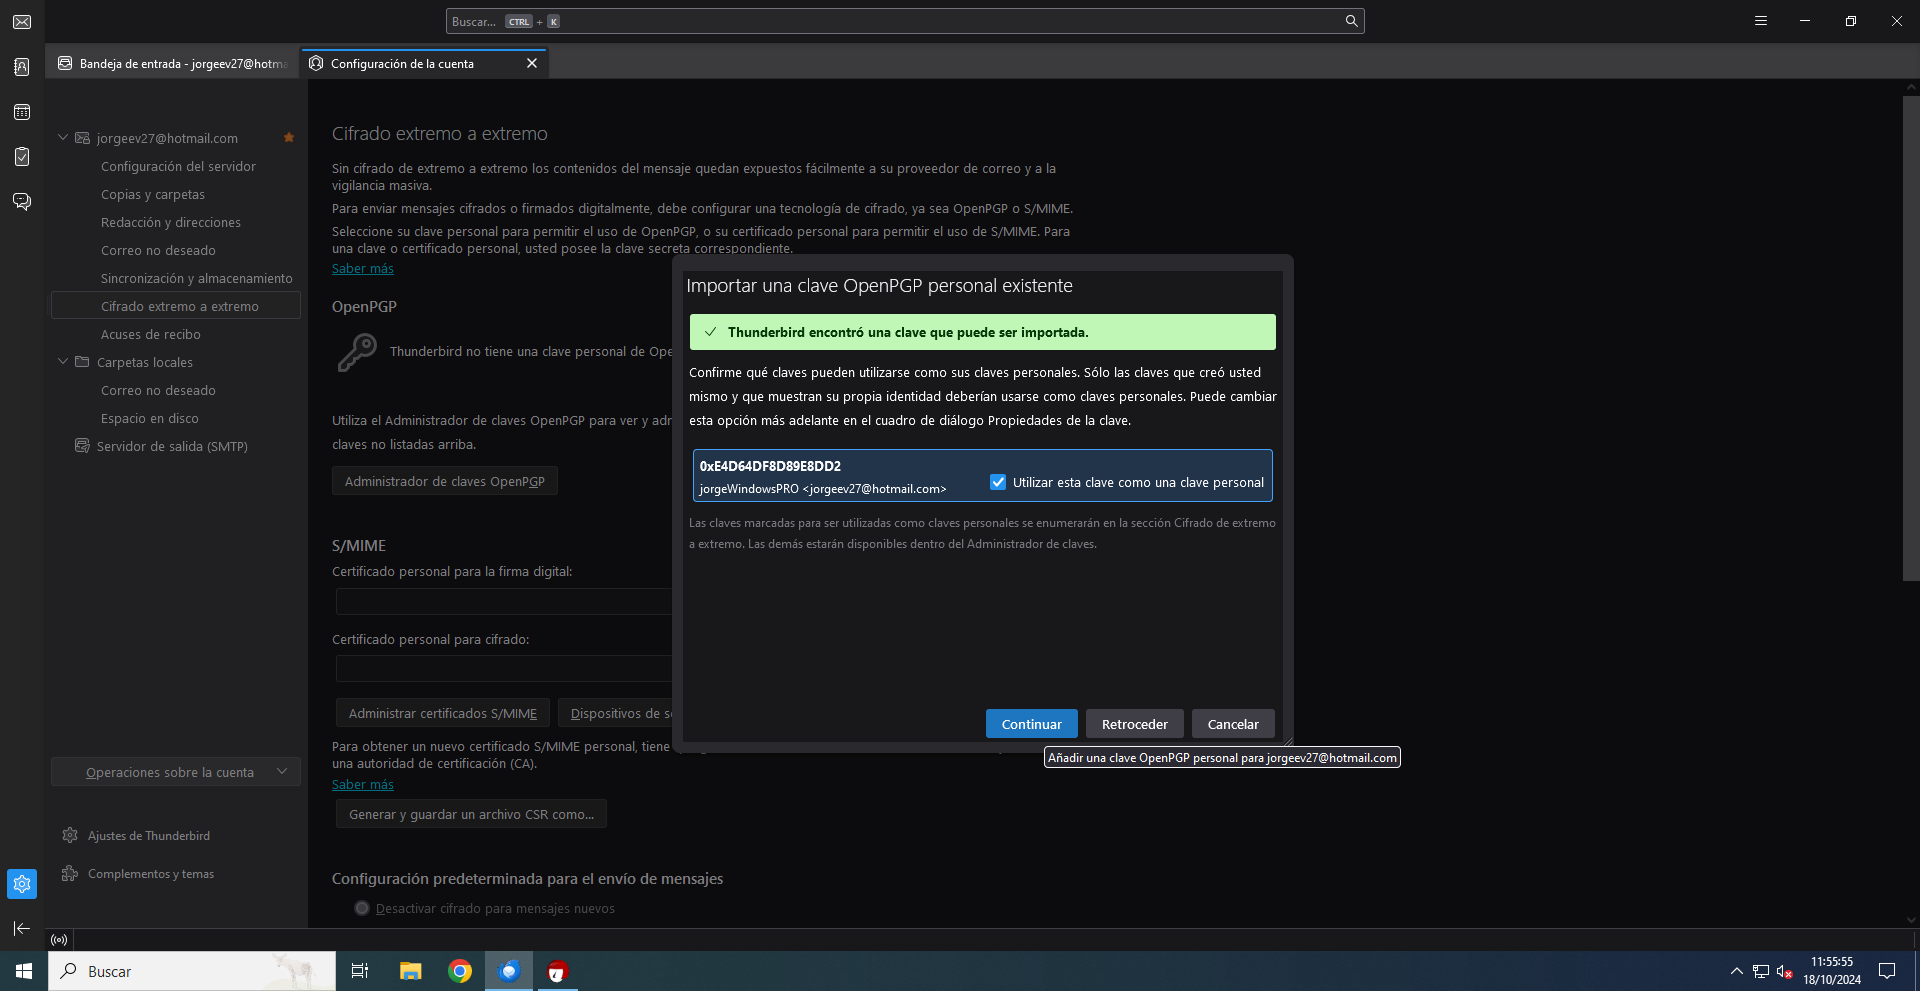 Buscar... CTRL + K
Bandeja de entrada - jorgeev27@hotma
Configuración de la cuenta
jorgeev27@hotmail.com
Configuración del servidor
Copias y carpetas
Redacción y direcciones
Correo no deseado
Sincronización y almacenamiento
Cifrado extremo a extremo
Acuses de recibo
Carpetas locales
Correo no deseado
Espacio en disco
Servidor de salida (SMTP)
Operaciones sobre la cuenta
Ajustes de Thunderbird
Complementos y temas
Cifrado extremo a extremo
Sin cifrado de extremo a extremo los contenidos del mensaje quedan expuestos fácilmente a su proveedor de correo y a la
vigilancia masiva.
Para enviar mensajes cifrados o firmados digitalmente, debe configurar una tecnología de cifrado, ya sea OpenPGP o S/MIME.
Seleccione su clave personal para permitir el uso de OpenPGP, o su certificado personal para permitir el uso de S/MIME. Para
una clave o certificado personal, usted posee la clave secreta correspondiente.
Saber más
OpenPGP
Thunderbird no tiene una clave personal de Ope
Utiliza el Administrador de claves OpenPGP para ver y adr
claves no listadas arriba.
Administrador de claves OpenPGP
S/MIME
Certificado personal para la firma digital:
Certificado personal para cifrado:
Administrar certificados S/MIME
Dispositivos de s
Para obtener un nuevo certificado S/MIME personal, tiene
una autoridad de certificación (CA).
Saber más
Generar y guardar un archivo CSR como...
Configuración predeterminada para el envío de mensajes
Desactivar cifrado para mensajes nuevos
Importar una clave OpenPGP personal existente
Thunderbird encontró una clave que puede ser importada.
Confirme qué claves pueden utilizarse como sus claves personales. Sólo las claves que creó usted
mismo y que muestran su propia identidad deberían usarse como claves personales. Puede cambiar
esta opción más adelante en el cuadro de diálogo Propiedades de la clave.
0xE4D64DF8D89E8DD2
jorgeWindowsPRO <jorgeev27@hotmail.com>
Utilizar esta clave como una clave personal
Las claves marcadas para ser utilizadas como claves personales se enumerarán en la sección Cifrado de extremo
a extremo. Las demás estarán disponibles dentro del Administrador de claves.
Continuar
Retroceder
Cancelar
Añadir una clave OpenPGP personal para jorgeev27@hotmail.com
Buscar
11:55:55
18/10/2024